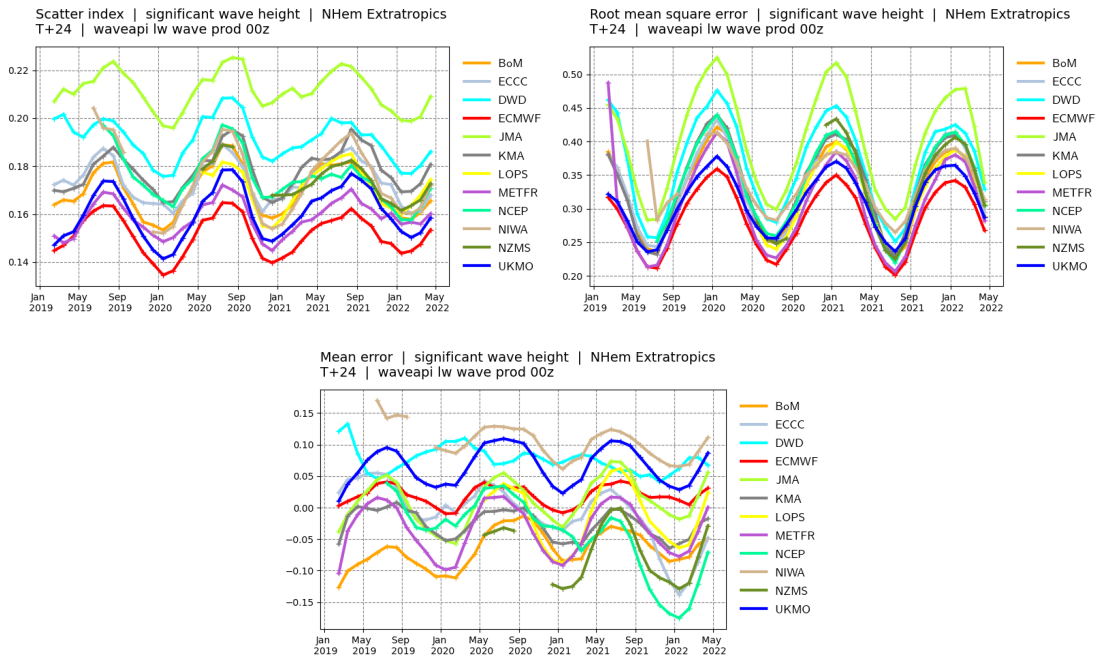 Scatter index | significant wave height | NHem Extratropics
T+24 | waveapi lw wave prod 00z
0.22
0.20
0.18
0.16
0.14
Jan 2019 May 2019 Sep 2019 Jan 2020 May 2020 Sep 2020 Jan 2021 May 2021 Sep 2021 Jan 2022 May 2022
BoM
ECCC
DWD
ECMWF
JMA
KMA
LOPS
METFR
NCEP
NIWA
NZMS
UKMO
Root mean square error | significant wave height | NHem Extratropics
T+24 | waveapi lw wave prod 00z
0.50
0.45
0.40
0.35
0.30
0.25
0.20
Jan 2019 May 2019 Sep 2019 Jan 2020 May 2020 Sep 2020 Jan 2021 May 2021 Sep 2021 Jan 2022 May 2022
BoM
ECCC
DWD
ECMWF
JMA
KMA
LOPS
METFR
NCEP
NIWA
NZMS
UKMO
Mean error | significant wave height | NHem Extratropics
T+24 | waveapi lw wave prod 00z
0.15
0.10
0.05
0.00
−0.05
−0.10
−0.15
Jan 2019 May 2019 Sep 2019 Jan 2020 May 2020 Sep 2020 Jan 2021 May 2021 Sep 2021 Jan 2022 May 2022
BoM
ECCC
DWD
ECMWF
JMA
KMA
LOPS
METFR
NCEP
NIWA
NZMS
UKMO